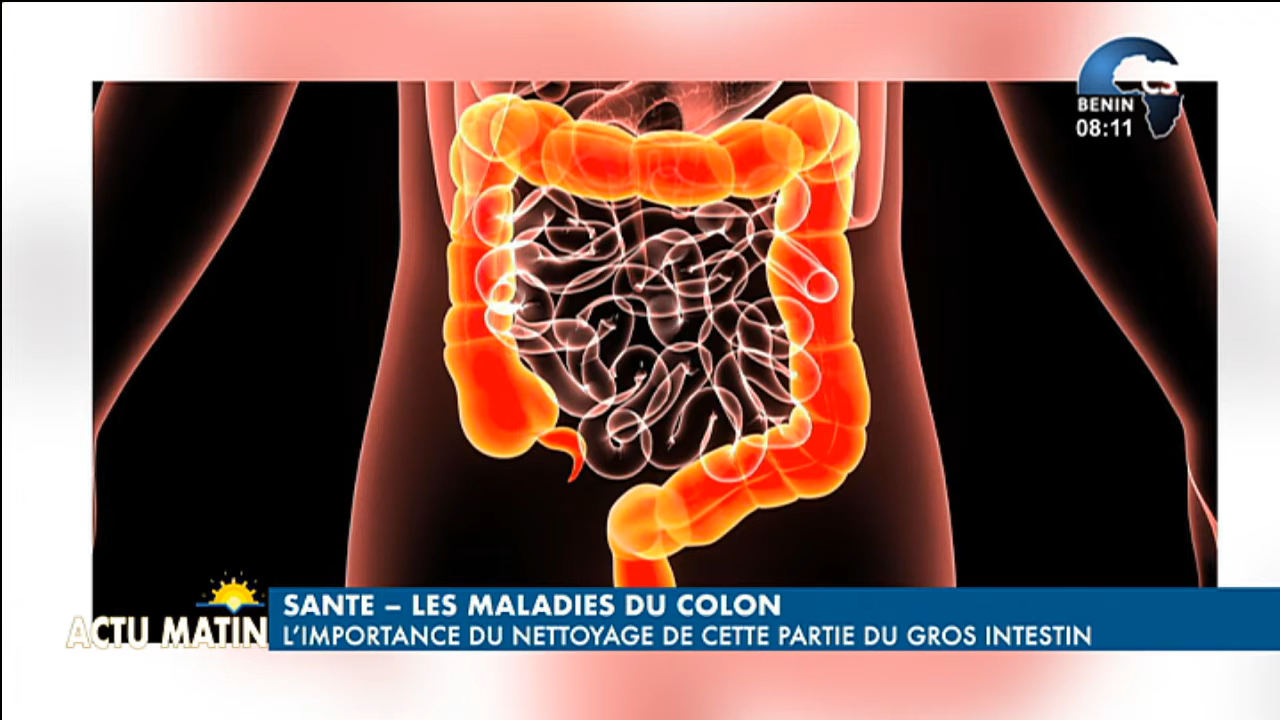 BENIN
08:11
SANTE – LES MALADIES DU COLON
ACTU MATIN
L'IMPORTANCE DU NETTOYAGE DE CETTE PARTIE DU GROS INTESTIN